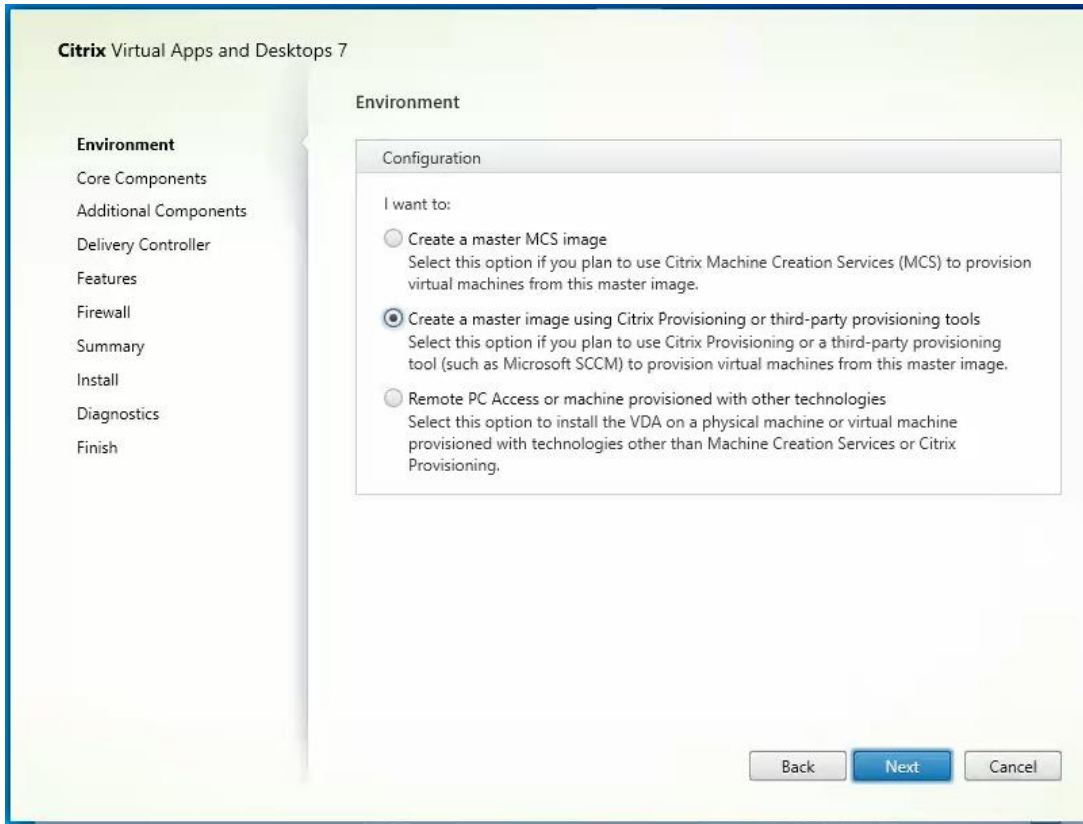 Citrix Virtual Apps and Desktops 7
Environment
Core Components
Additional Components
Delivery Controller
Features
Firewall
Summary
Install
Diagnostics
Finish
Environment
Configuration
I want to:
Create a master MCS image
Select this option if you plan to use Citrix Machine Creation Services (MCS) to provision
virtual machines from this master image.
Create a master image using Citrix Provisioning or third-party provisioning tools
Select this option if you plan to use Citrix Provisioning or a third-party provisioning
tool (such as Microsoft SCCM) to provision virtual machines from this master image.
Remote PC Access or machine provisioned with other technologies
Select this option to install the VDA on a physical machine or virtual machine
provisioned with technologies other than Machine Creation Services or Citrix
Provisioning.
Back Next Cancel